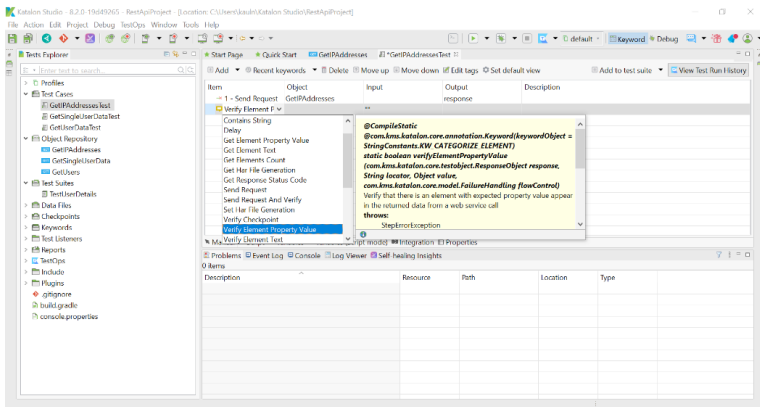 Katalon Studio - 8.2.0-19d49265 - RestApiProject - [Location: C:\Users\kauln\Katalon Studio\RestApiProject]
File Action Edit Project Debug TestOps Window Tools Help
default
Keyword
Debug
Tests Explorer
Start Page
Quick Start
GetIPAddresses
*GetIPAddressesTest
Enter text to search...
Add
Recent keywords
Delete
Move up
Move down
Edit tags
Set default view
Add to test suite
View Test Run History
Profiles
Test Cases
GetIPAddressesTest
GetSingleUserDataTest
GetUserDataTest
Object Repository
GetIPAddresses
GetSingleUserData
GetUsers
Test Suites
TestUserDetails
Data Files
Checkpoints
Keywords
Test Listeners
Reports
TestOps
Include
Plugins
.gitignore
build.gradle
console.properties
Item Object Input Output Description
1 - Send Request GetIPAddresses response
Verify Element P
Contains String
Delay
Get Element Property Value
Get Element Text
Get Elements Count
Get Har File Generation
Get Response Status Code
Send Request
Send Request And Verify
Set Har File Generation
Verify Checkpoint
Verify Element Property Value
Verify Element Text
@CompileStatic
@com.kms.katalon.core.annotation.Keyword(keywordObject =
StringConstants.KW_CATEGORIZE_ELEMENT)
static boolean verifyElementPropertyValue
(com.kms.katalon.core.testobject.ResponseObject response,
String locator, Object value,
com.kms.katalon.core.model.FailureHandling flowControl)
Verify that there is an element with expected property value appear
in the returned data from a web service call
throws:
StepErrorException
Integration
Properties
Problems
Event Log
Console
Log Viewer
Self-healing Insights
0 items
Description Resource Path Location Type